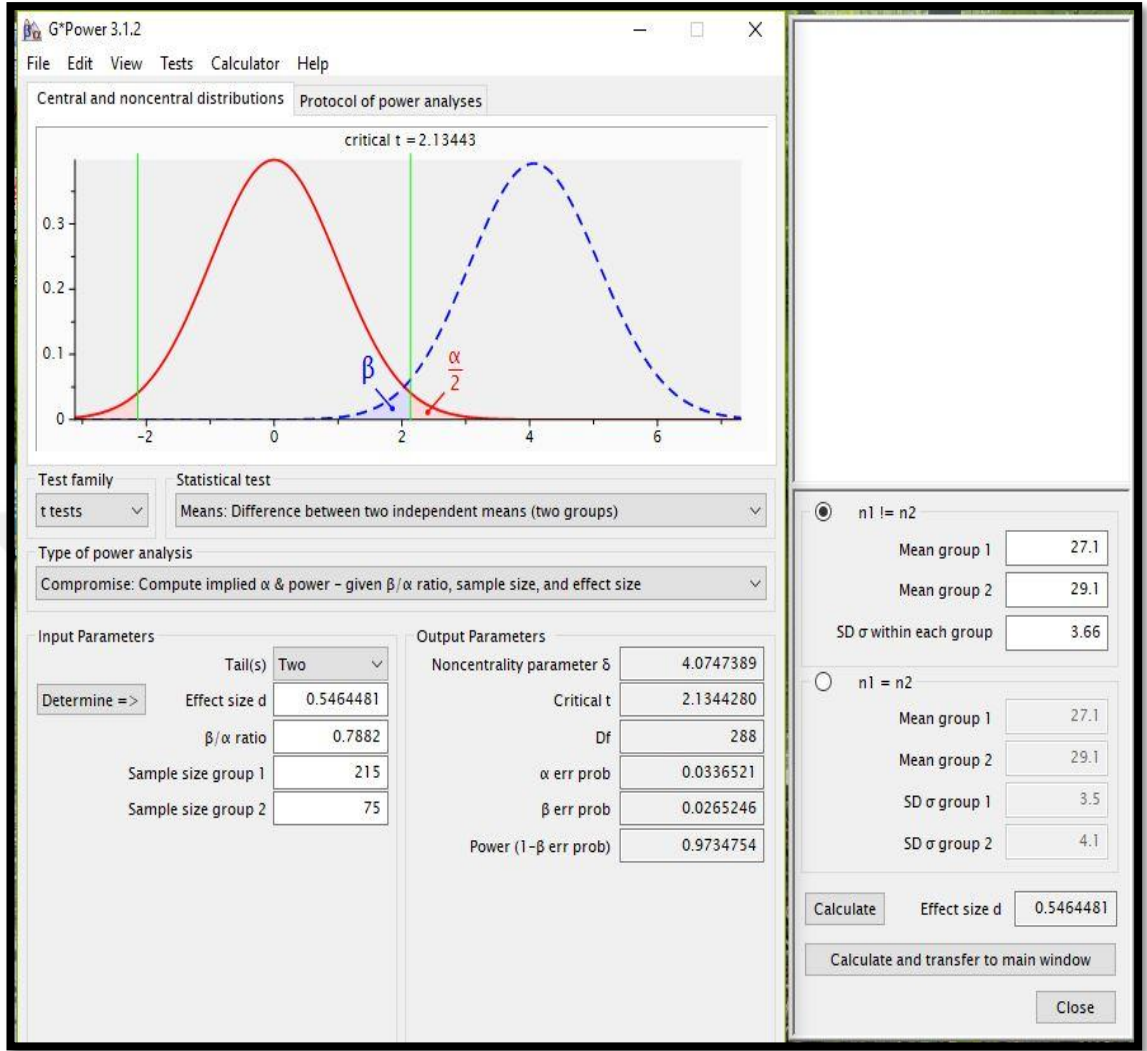 G*Power 3.1.2
File Edit View Tests Calculator Help
Central and noncentral distributions Protocol of power analyses
critical t = 2.13443
0.3
0.2
0.1
0
β
α
2
-2 0 2 4 6
Test family Statistical test
t tests Means: Difference between two independent means (two groups)
Type of power analysis
Compromise: Compute implied α & power - given β/α ratio, sample size, and effect size
Input Parameters
Tail(s) Two
Determine => Effect size d 0.5464481
β/α ratio 0.7882
Sample size group 1 215
Sample size group 2 75
Output Parameters
Noncentrality parameter δ 4.0747389
Critical t 2.1344280
Df 288
α err prob 0.0336521
β err prob 0.0265246
Power (1-β err prob) 0.9734754
n1 != n2
Mean group 1 27.1
Mean group 2 29.1
SD σ within each group 3.66
n1 = n2
Mean group 1 27.1
Mean group 2 29.1
SD σ group 1 3.5
SD σ group 2 4.1
Calculate Effect size d 0.5464481
Calculate and transfer to main window
Close